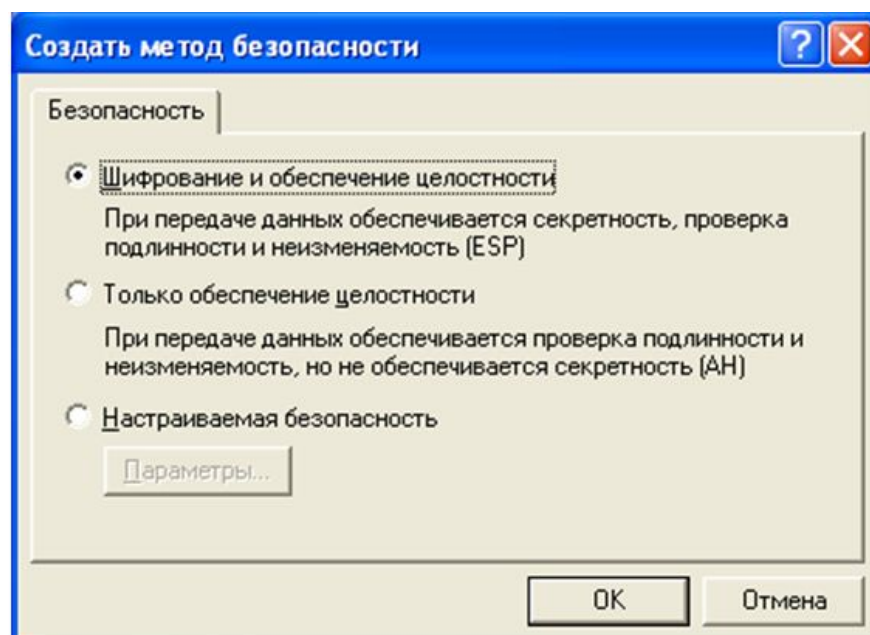 Создать метод безопасности
Безопасность
Шифрование и обеспечение целостности
При передаче данных обеспечивается секретность, проверка
подлинности и неизменяемость (ESP)
Только обеспечение целостности
При передаче данных обеспечивается проверка подлинности и
неизменяемость, но не обеспечивается секретность (AH)
Настраиваемая безопасность
Параметры...
OK
Отмена